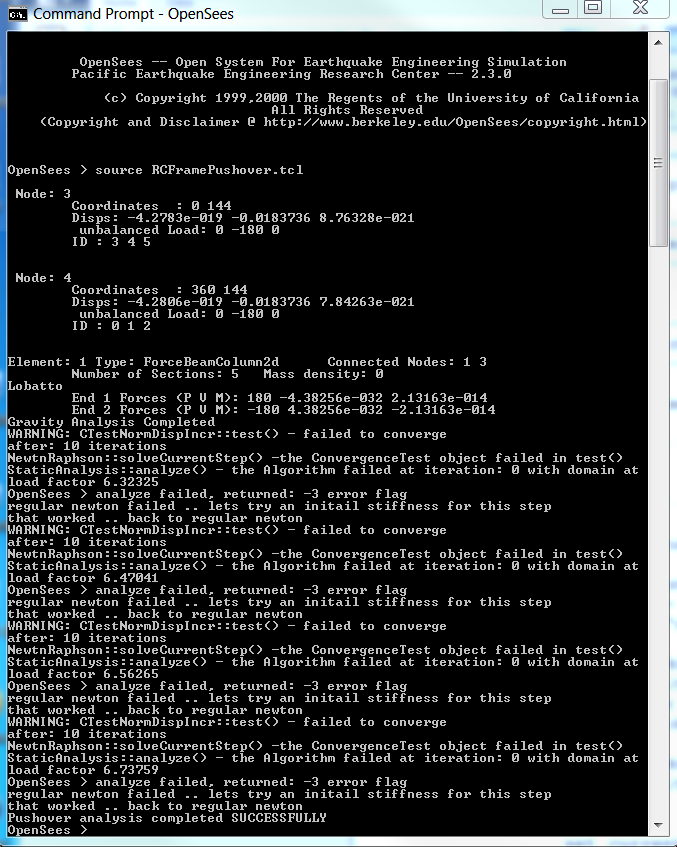 Command Prompt - OpenSees
OpenSees -- Open System For Earthquake Engineering Simulation
Pacific Earthquake Engineering Research Center -- 2.3.0
(c) Copyright 1999,2000 The Regents of the University of California
All Rights Reserved
(Copyright and Disclaimer @ http://www.berkeley.edu/OpenSees/copyright.html)
OpenSees > source RCFramePushover.tcl
Node: 3
Coordinates  : 0 144
Disps: -4.2783e-019 -0.0183736 8.76328e-021
unbalanced Load: 0 -180 0
ID : 3 4 5
Node: 4
Coordinates  : 360 144
Disps: -4.2806e-019 -0.0183736 7.84263e-021
unbalanced Load: 0 -180 0
ID : 0 1 2
Element: 1 Type: ForceBeamColumn2d      Connected Nodes: 1 3
Number of Sections: 5   Mass density: 0
Lobatto
End 1 Forces (P V M): 180 -4.38256e-032 2.13163e-014
End 2 Forces (P V M): -180 4.38256e-032 -2.13163e-014
Gravity Analysis Completed
WARNING: CTestNormDispIncr::test() - failed to converge
after: 10 iterations
NewtnRaphson::solveCurrentStep() -the ConvergenceTest object failed in test()
StaticAnalysis::analyze() - the Algorithm failed at iteration: 0 with domain at
load factor 6.32325
OpenSees > analyze failed, returned: -3 error flag
regular newton failed .. lets try an initail stiffness for this step
that worked .. back to regular newton
WARNING: CTestNormDispIncr::test() - failed to converge
after: 10 iterations
NewtnRaphson::solveCurrentStep() -the ConvergenceTest object failed in test()
StaticAnalysis::analyze() - the Algorithm failed at iteration: 0 with domain at
load factor 6.47041
OpenSees > analyze failed, returned: -3 error flag
regular newton failed .. lets try an initail stiffness for this step
that worked .. back to regular newton
WARNING: CTestNormDispIncr::test() - failed to converge
after: 10 iterations
NewtnRaphson::solveCurrentStep() -the ConvergenceTest object failed in test()
StaticAnalysis::analyze() - the Algorithm failed at iteration: 0 with domain at
load factor 6.56265
OpenSees > analyze failed, returned: -3 error flag
regular newton failed .. lets try an initail stiffness for this step
that worked .. back to regular newton
WARNING: CTestNormDispIncr::test() - failed to converge
after: 10 iterations
NewtnRaphson::solveCurrentStep() -the ConvergenceTest object failed in test()
StaticAnalysis::analyze() - the Algorithm failed at iteration: 0 with domain at
load factor 6.73759
OpenSees > analyze failed, returned: -3 error flag
regular newton failed .. lets try an initail stiffness for this step
that worked .. back to regular newton
Pushover analysis completed SUCCESSFULLY
OpenSees >